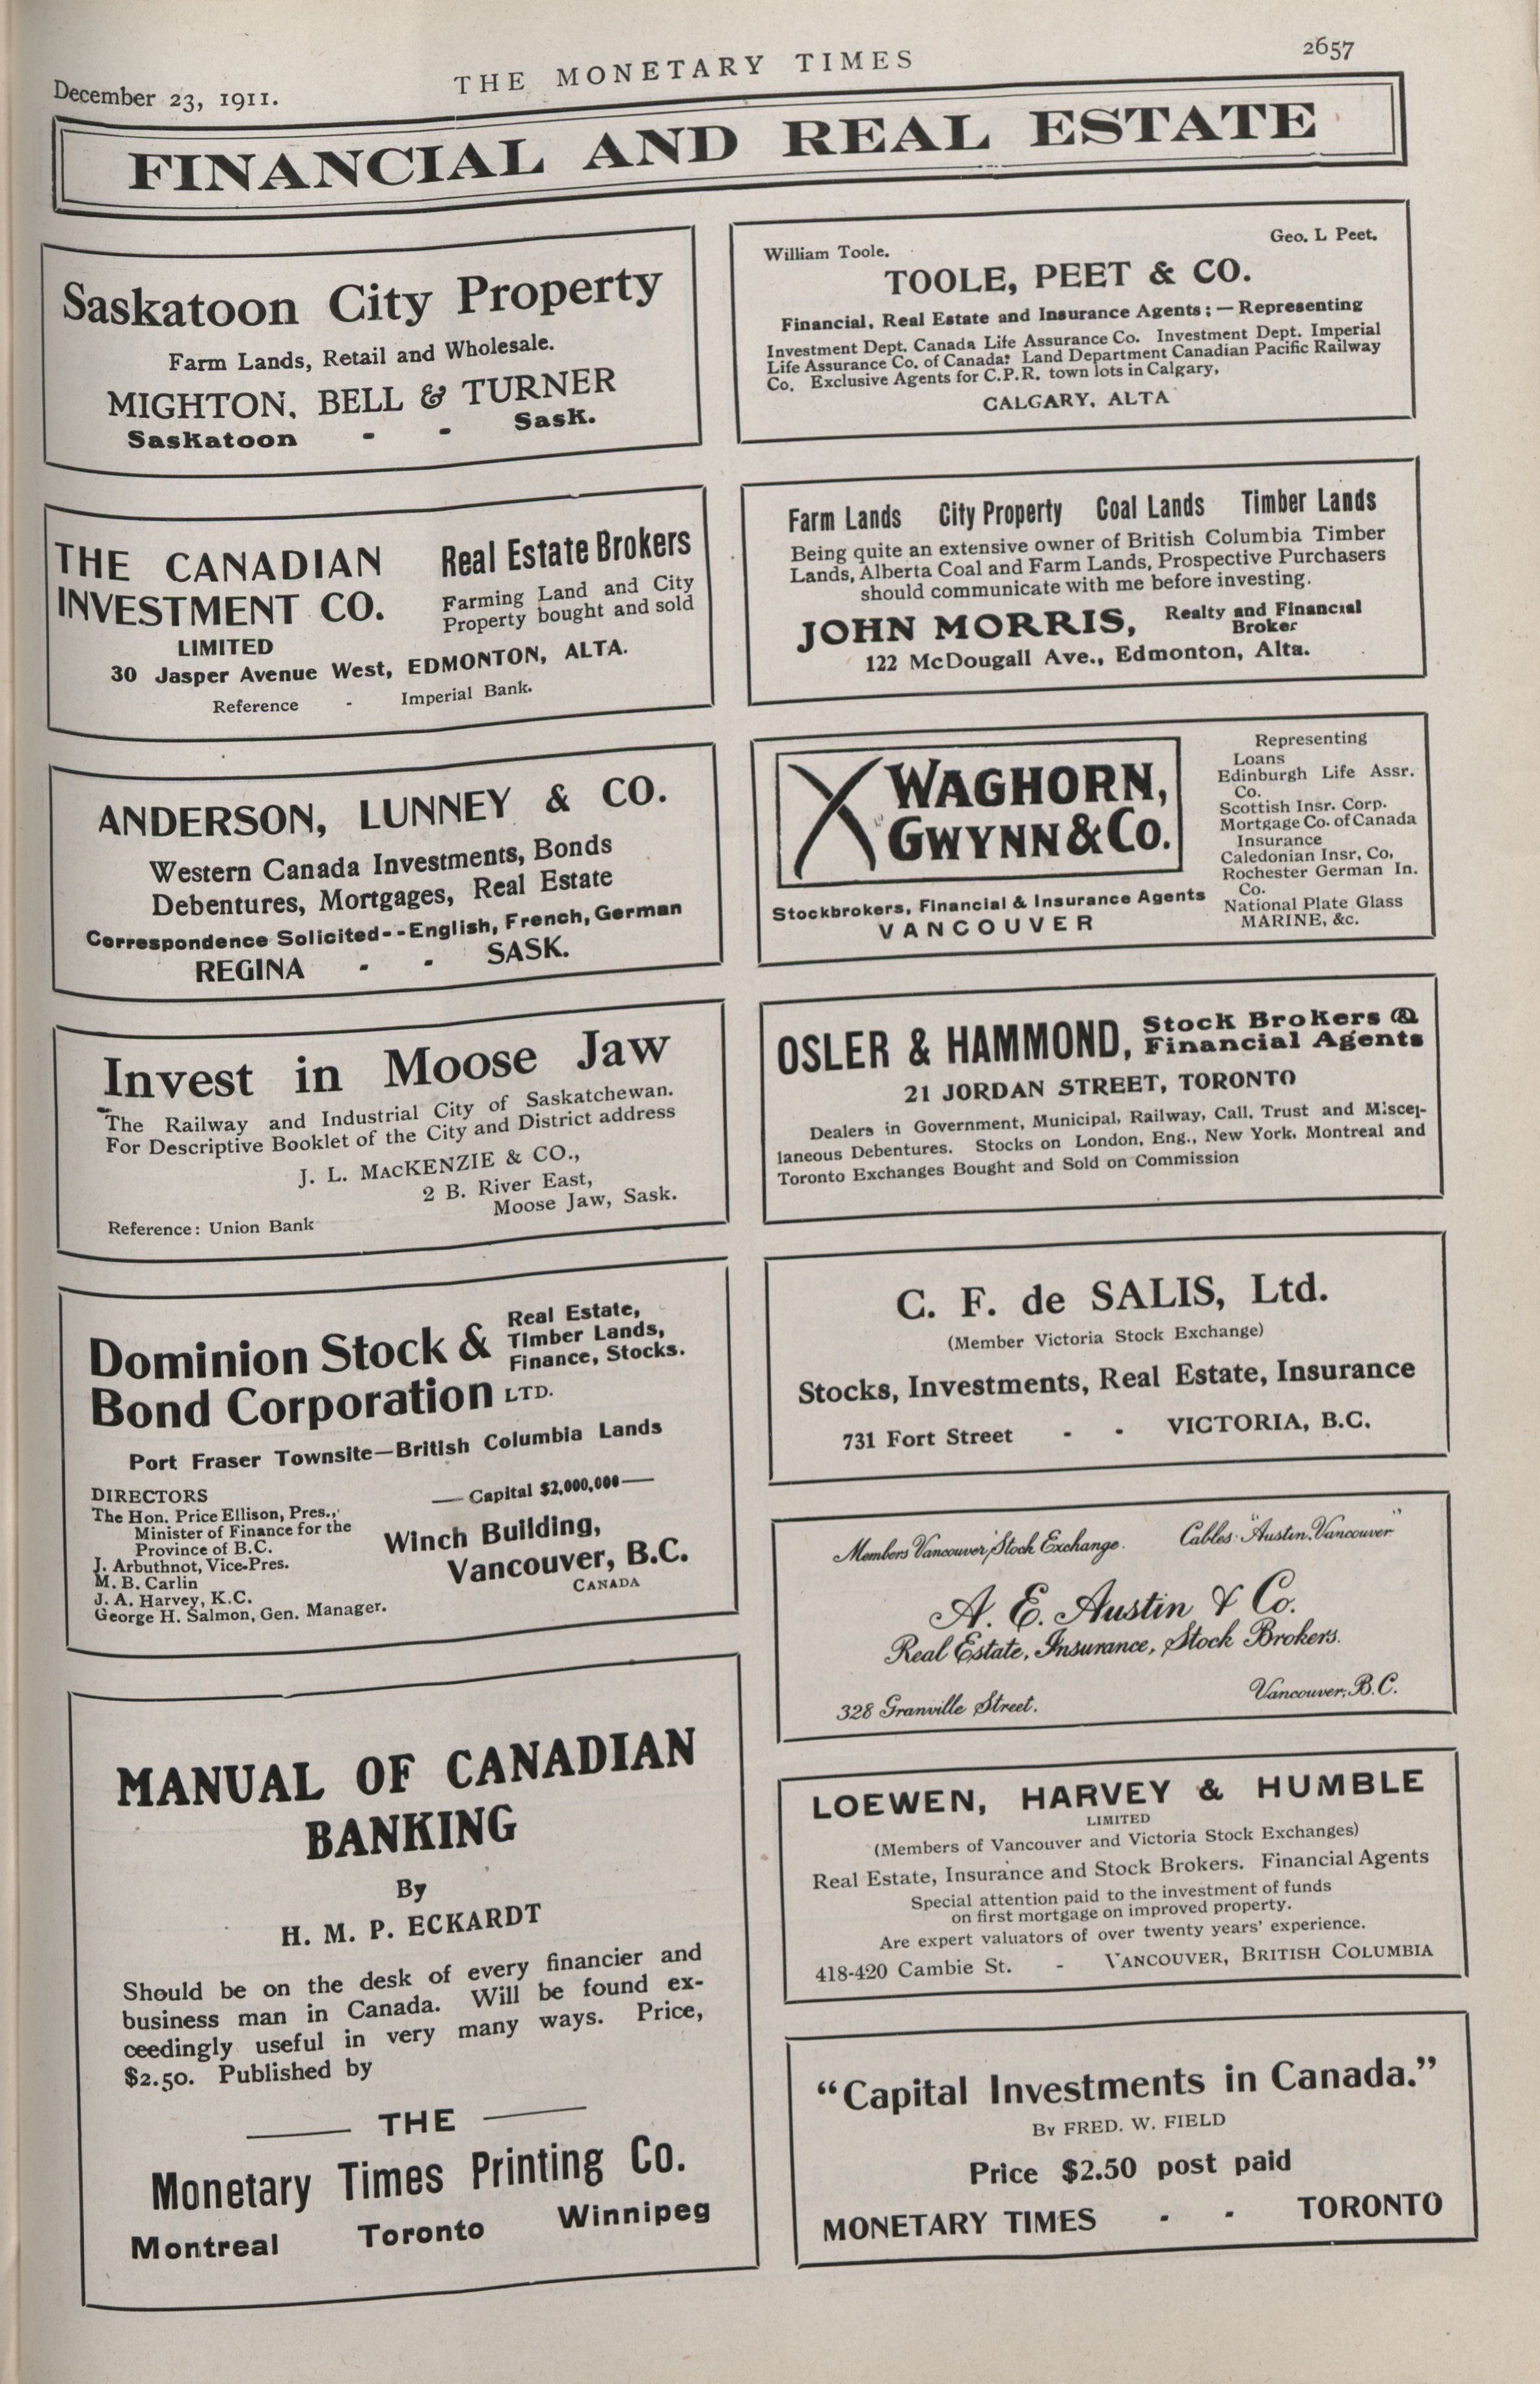 December 23, 1911.
THE MONETARY TIMES
2657
FINANCIAL AND REAL ESTATE
Saskatoon City Property
Farm Lands, Retail and Wholesale.
MIGHTON, BELL & TURNER
Saskatoon - - Sask.
THE CANADIAN
INVESTMENT CO.
LIMITED
Real Estate Brokers
Farming Land and City
Property bought and sold
30 Jasper Avenue West, EDMONTON, ALTA.
Reference - Imperial Bank.
ANDERSON, LUNNEY & CO.
Western Canada Investments, Bonds
Debentures, Mortgages, Real Estate
Correspondence Solicited--English, French, German
REGINA - - SASK.
Invest in Moose Jaw
The Railway and Industrial City of Saskatchewan.
For Descriptive Booklet of the City and District address
J. L. MACKENZIE & CO.,
2 B. River East,
Moose Jaw, Sask.
Reference: Union Bank
Dominion Stock &
Bond Corporation LTD.
Real Estate,
Timber Lands,
Finance, Stocks.
Port Fraser Townsite—British Columbia Lands
DIRECTORS
The Hon. Price Ellison, Pres.,
Minister of Finance for the
Province of B.C.
J. Arbuthnot, Vice-Pres.
M. B. Carlin
J. A. Harvey, K.C.
George H. Salmon, Gen. Manager.
— Capital $2,000,000 —
Winch Building,
Vancouver, B.C.
CANADA
MANUAL OF CANADIAN
BANKING
By
H. M. P. ECKARDT
Should be on the desk of every financier and
business man in Canada. Will be found ex-
ceedingly useful in very many ways. Price,
$2.50. Published by
THE
Monetary Times Printing Co.
Montreal Toronto Winnipeg
William Toole. Geo. L Peet.
TOOLE, PEET & CO.
Financial, Real Estate and Insurance Agents; — Representing
Investment Dept. Canada Life Assurance Co. Investment Dept. Imperial
Life Assurance Co. of Canada: Land Department Canadian Pacific Railway
Co. Exclusive Agents for C.P.R. town lots in Calgary.
CALGARY, ALTA
Farm Lands City Property Coal Lands Timber Lands
Being quite an extensive owner of British Columbia Timber
Lands, Alberta Coal and Farm Lands, Prospective Purchasers
should communicate with me before investing.
JOHN MORRIS, Realty and Financial
Broker
122 McDougall Ave., Edmonton, Alta.
WAGHORN,
GWYNN & CO.
Stockbrokers, Financial & Insurance Agents
VANCOUVER
Representing
Loans
Edinburgh Life Assr.
Co.
Scottish Insr. Corp.
Mortgage Co. of Canada
Insurance
Caledonian Insr. Co,
Rochester German In.
Co.
National Plate Glass
MARINE, &c.
OSLER & HAMMOND, Stock Brokers &
Financial Agents
21 JORDAN STREET, TORONTO
Dealers in Government, Municipal, Railway, Call, Trust and Miscel-
laneous Debentures. Stocks on London, Eng., New York, Montreal and
Toronto Exchanges Bought and Sold on Commission
C. F. de SALIS, Ltd.
(Member Victoria Stock Exchange)
Stocks, Investments, Real Estate, Insurance
731 Fort Street - - VICTORIA, B.C.
Members Vancouver Stock Exchange. Cables "Austin. Vancouver"
A. E. Austin & Co.
Real Estate, Insurance, Stock Brokers.
328 Granville Street. Vancouver, B.C.
LOEWEN, HARVEY & HUMBLE
LIMITED
(Members of Vancouver and Victoria Stock Exchanges)
Real Estate, Insurance and Stock Brokers. Financial Agents
Special attention paid to the investment of funds
on first mortgage on improved property.
Are expert valuators of over twenty years' experience.
418-420 Cambie St. - VANCOUVER, BRITISH COLUMBIA
“Capital Investments in Canada.”
By FRED. W. FIELD
Price $2.50 post paid
MONETARY TIMES - - TORONTO